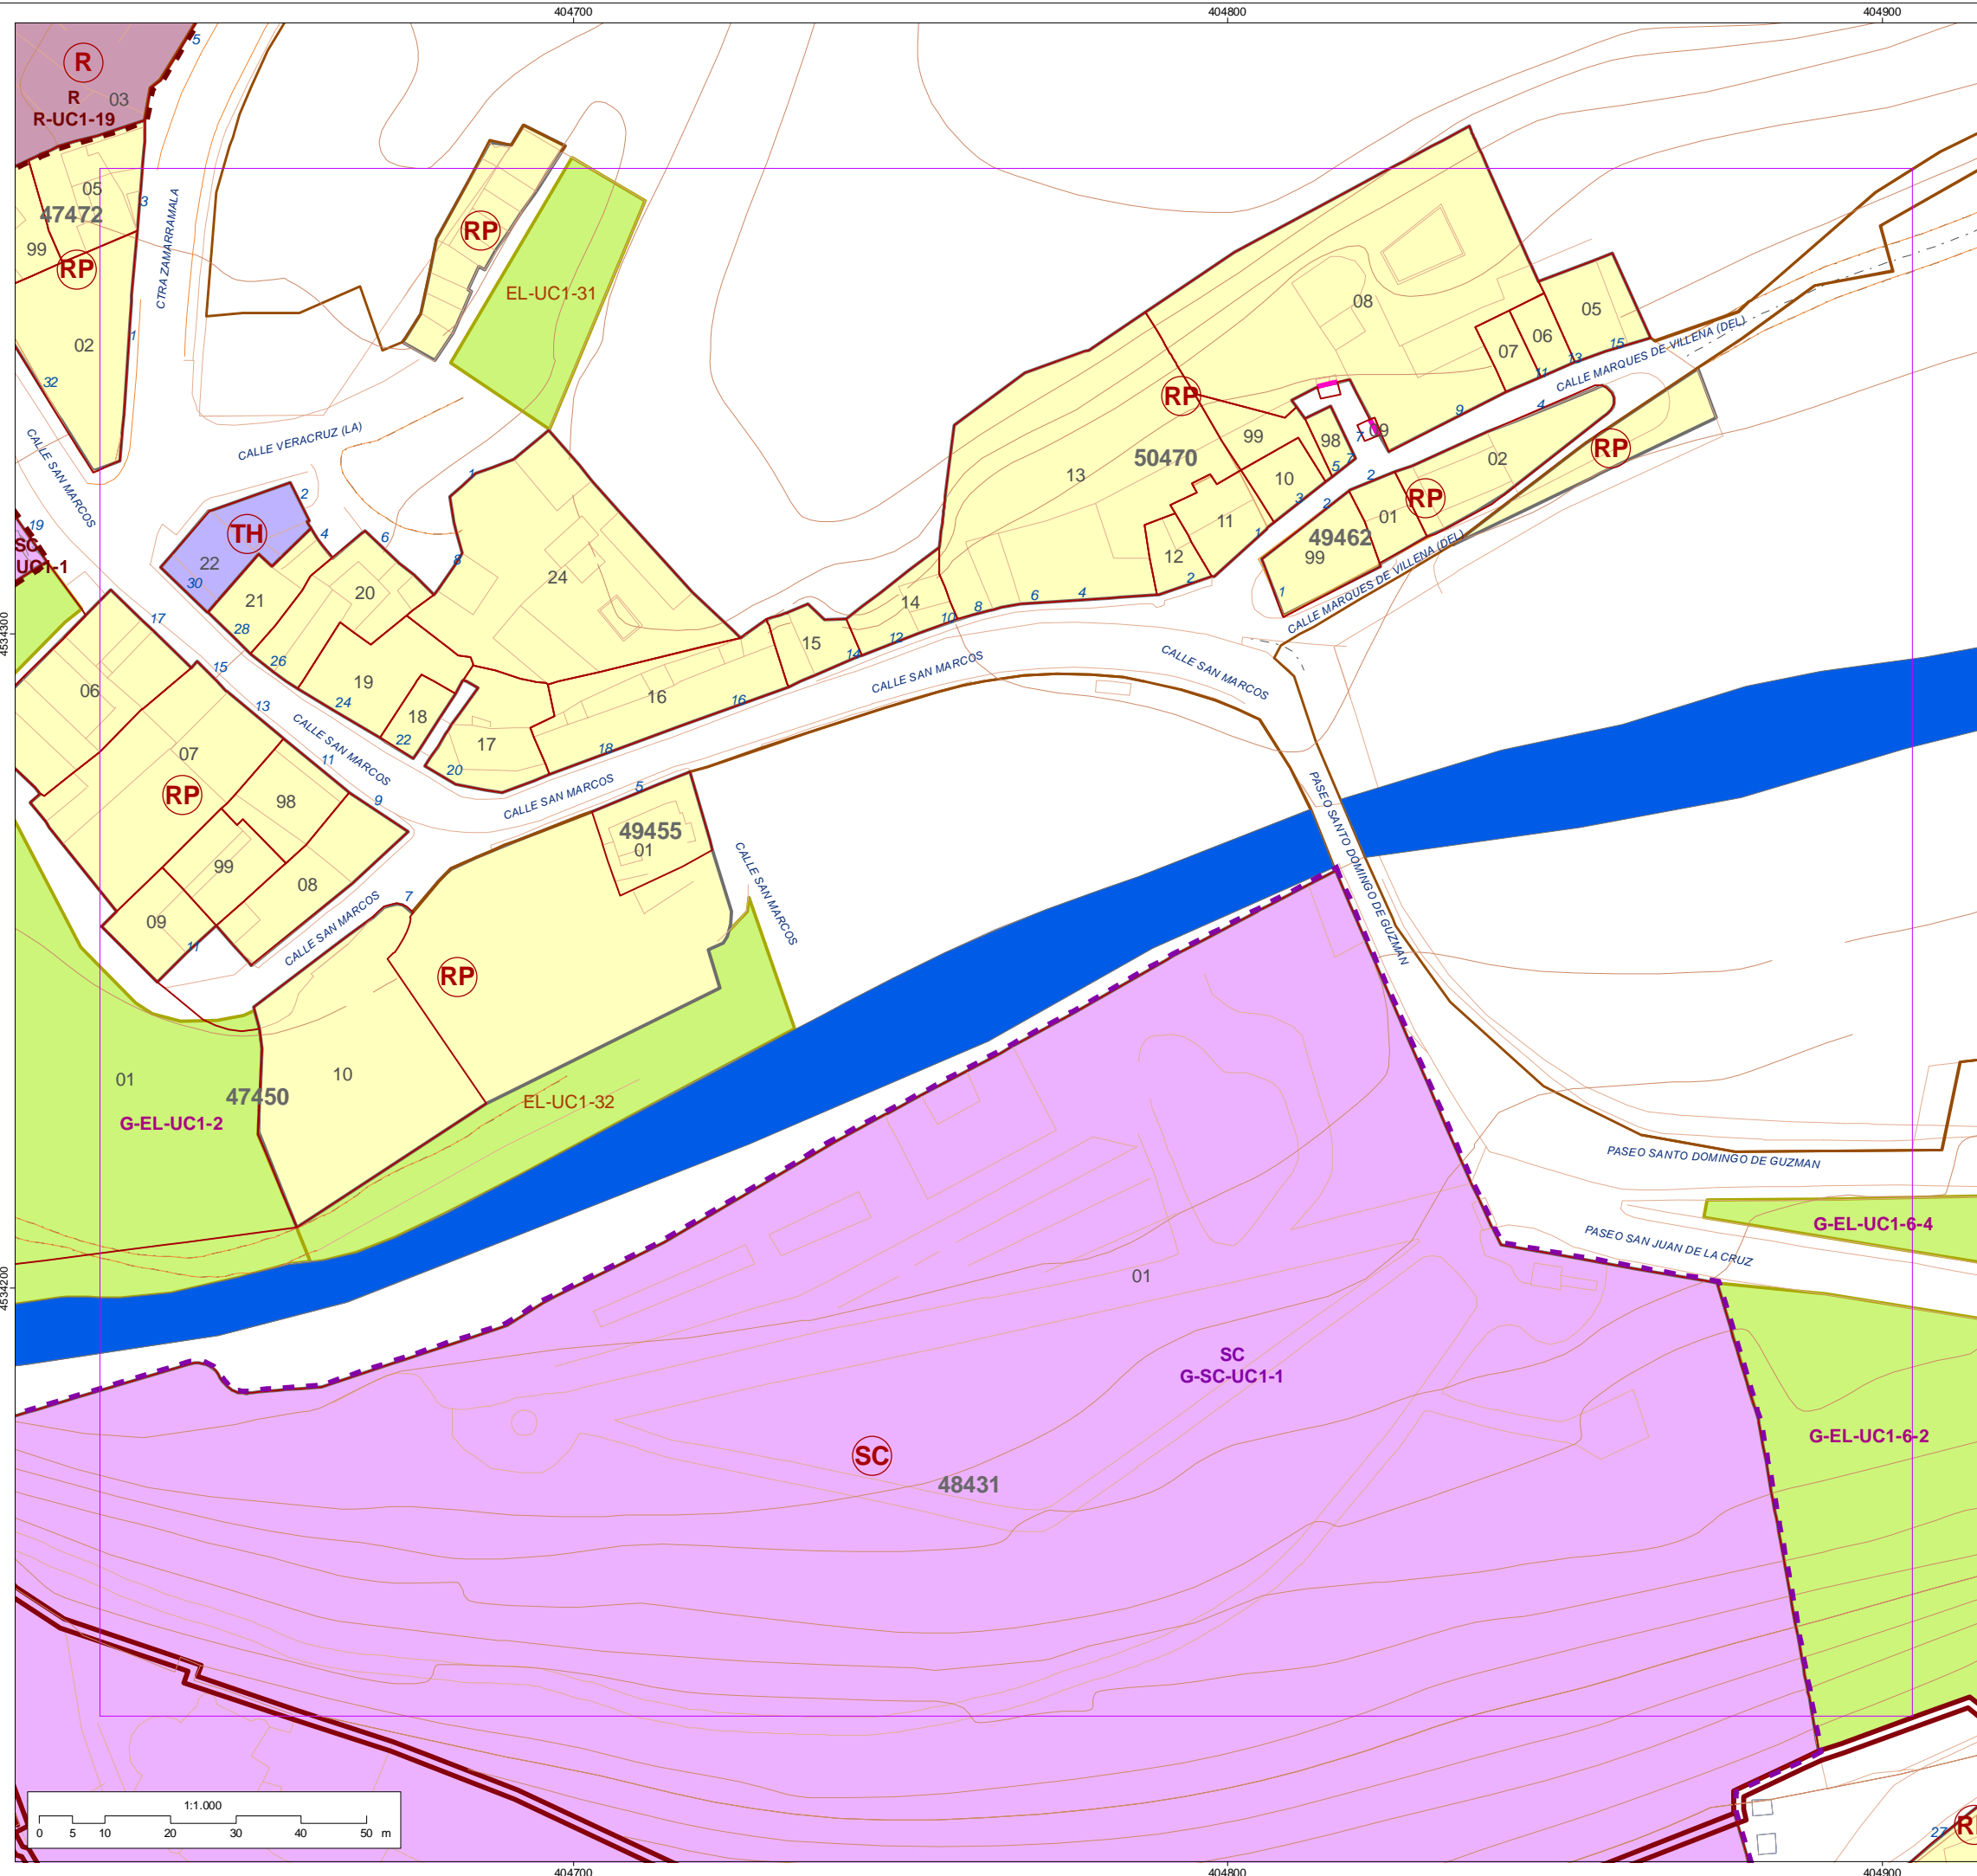 404700
404800
404900
5
R
R
03
R-UC1-19
05
3
47472
99
RP
CTRA ZAMARRAMALA
02
1
32
RP
EL-UC1-31
CALLE VERACRUZ (LA)
CALLE SAN MARCOS
08
05
06
07
15
13
11
CALLE MARQUES DE VILLENA (DEL)
RP
9
4
09
7
99
98
7
5
13
50470
10
3
2
02
RP
2
RP
01
49462
99
11
1
12
2
1
CALLE MARQUES DE VILLENA (DEL)
19
SC
UC1-1
TH
2
4
6
22
30
1
8
24
20
21
28
26
19
24
18
22
17
20
16
16
18
15
14
14
12
10
8
6
4
4534300
17
15
13
11
9
06
07
RP
98
99
08
09
11
CALLE SAN MARCOS
CALLE SAN MARCOS
CALLE SAN MARCOS
CALLE SAN MARCOS
CALLE SAN MARCOS
CALLE SAN MARCOS
5
49455
01
7
RP
10
01
47450
G-EL-UC1-2
EL-UC1-32
PASEO SANTO DOMINGO DE GUZMAN
PASEO SANTO DOMINGO DE GUZMAN
G-EL-UC1-6-4
PASEO SAN JUAN DE LA CRUZ
4534200
01
SC
G-SC-UC1-1
G-EL-UC1-6-2
SC
48431
1:1.000
0 5 10 20 30 40 50 m
27
404700
404800
404900